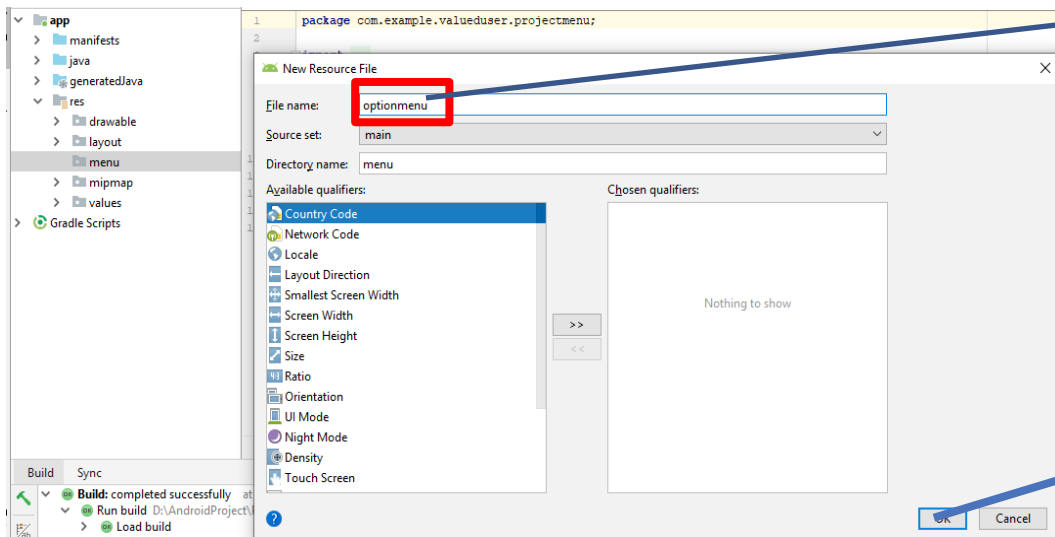 app
manifests
java
generatedJava
res
drawable
layout
menu
mipmap
values
Gradle Scripts
1 package com.example.valueduser.projectmenu;
2
New Resource File
File name: optionmenu
Source set: main
Directory name: menu
Available qualifiers:
Chosen qualifiers:
Country Code
Network Code
Locale
Layout Direction
Smallest Screen Width
Screen Width
Screen Height
Size
Ratio
Orientation
UI Mode
Night Mode
Density
Touch Screen
>>
<<
Nothing to show
OK
Cancel
Build Sync
Build: completed successfully at
Run build D:\AndroidProject\
Load build